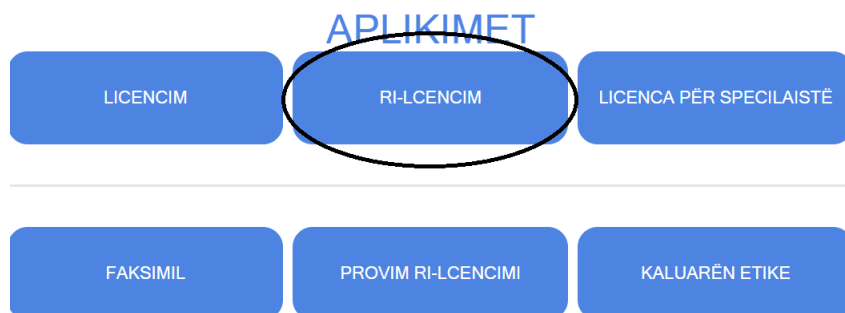 APLIKIMET
LICENCIM
RI-LCENCIM
LICENCA PËR SPECILAISTË
FAKSIMIL
PROVIM RI-LCENCIMI
KALUARËN ETIKE